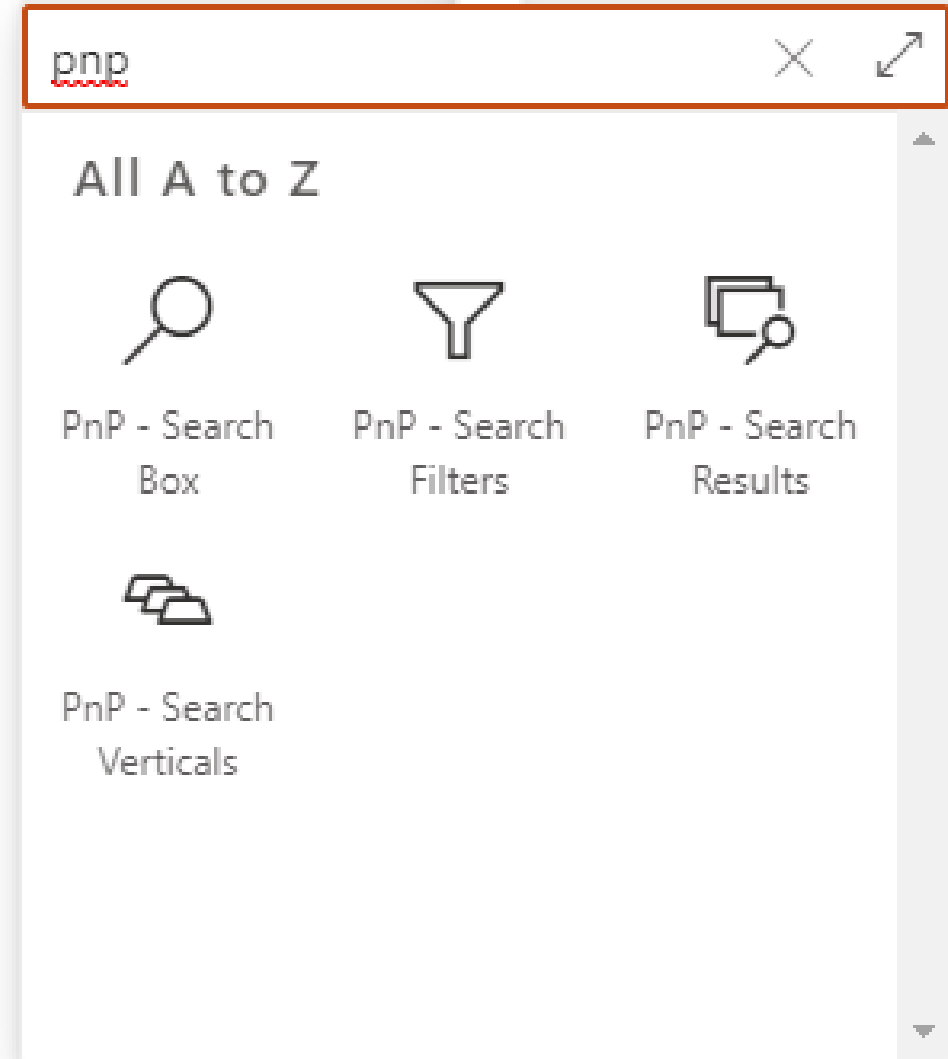 pnp
All A to Z
PnP - Search
Box
PnP - Search
Filters
PnP - Search
Results
PnP - Search
Verticals